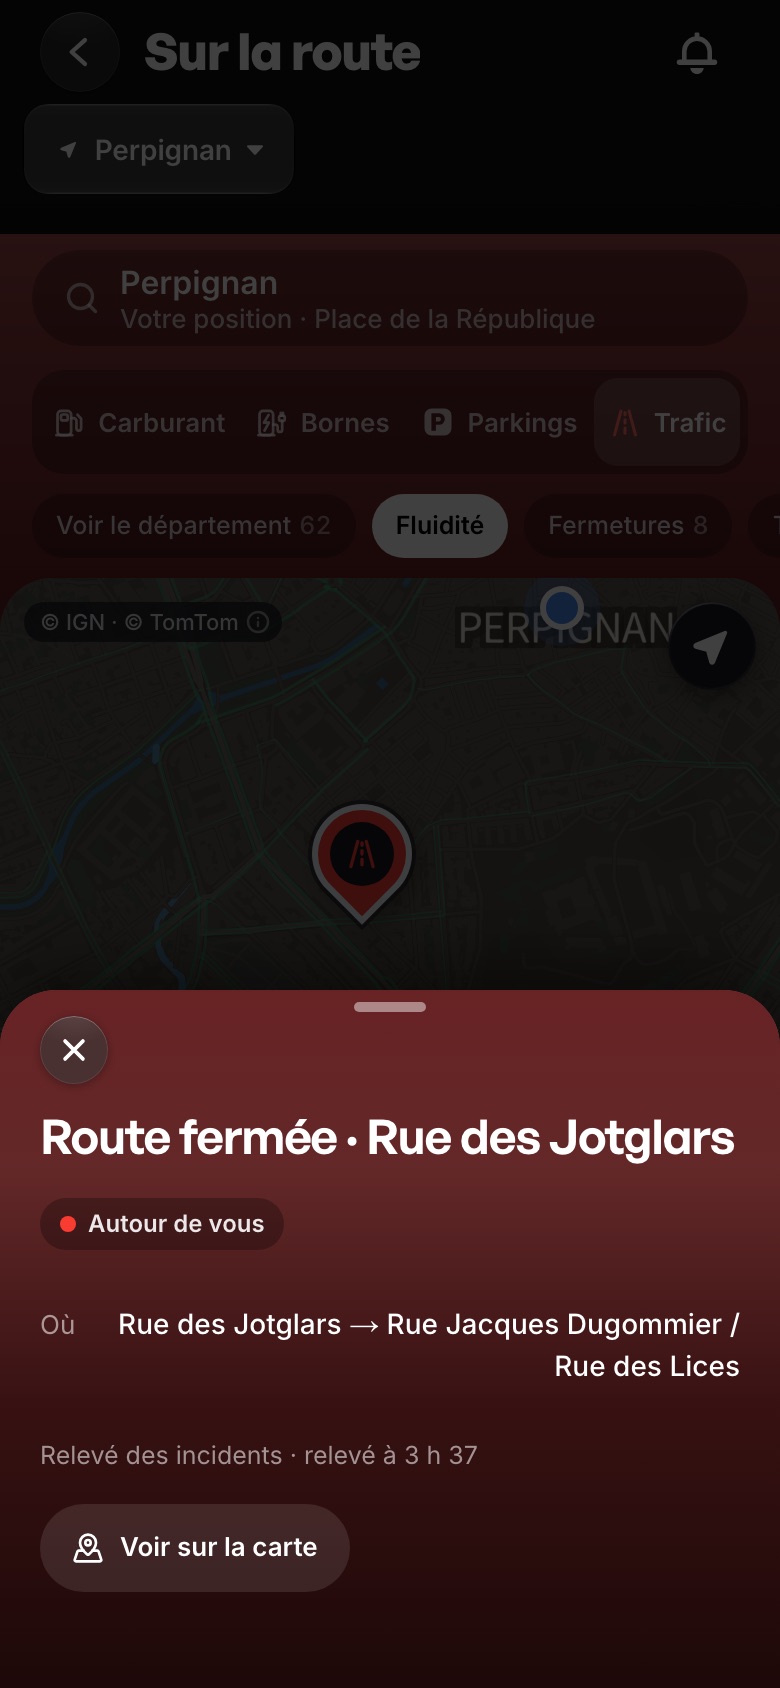 Sur la route
Perpignan
Perpignan
Votre position · Place de la République
Carburant
Bornes
P Parkings
Trafic
Voir le département 62
Fluidité
Fermetures 8
© IGN · © TomTom
PERPIGNAN
Route fermée · Rue des Jotglars
Autour de vous
Où Rue des Jotglars → Rue Jacques Dugommier /
Rue des Lices
Relevé des incidents · relevé à 3 h 37
Voir sur la carte